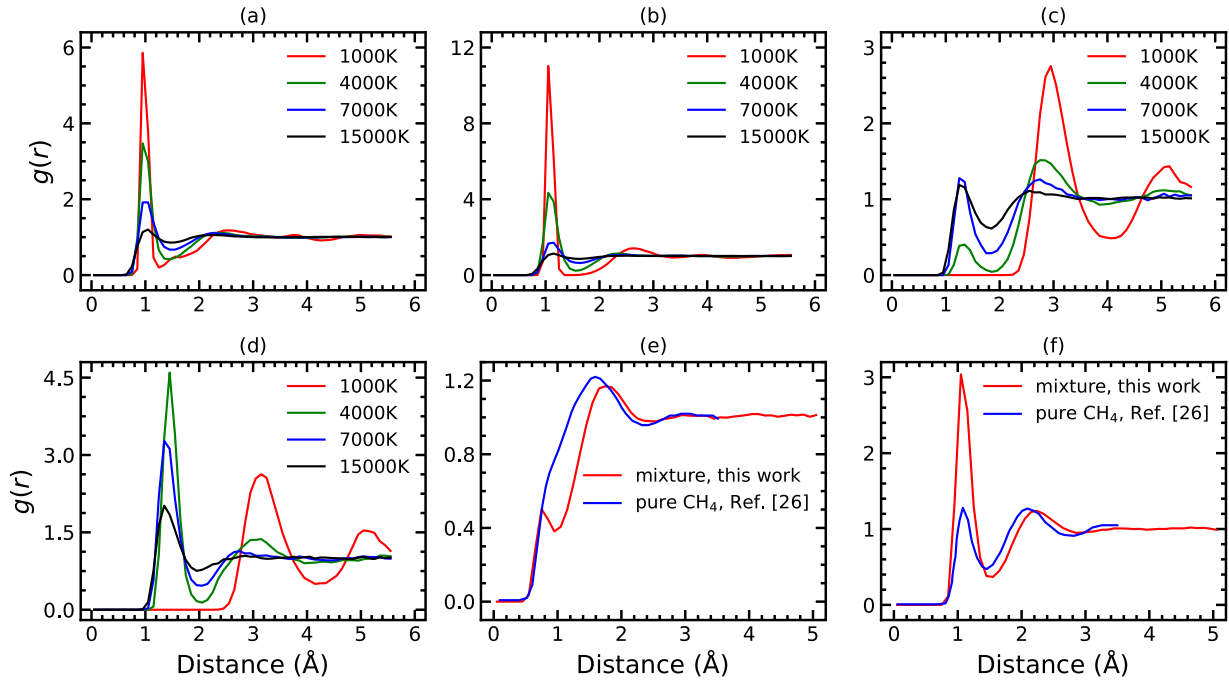 (a)
6
4
2
0
g(r)
0 1 2 3 4 5 6
1000K
4000K
7000K
15000K
(b)
12
8
4
0
0 1 2 3 4 5 6
1000K
4000K
7000K
15000K
(c)
3
2
1
0
0 1 2 3 4 5 6
1000K
4000K
7000K
15000K
(d)
4.5
3.0
1.5
0.0
g(r)
0 1 2 3 4 5 6
Distance (Å)
1000K
4000K
7000K
15000K
(e)
1.2
0.8
0.4
0.0
0 1 2 3 4 5
Distance (Å)
mixture, this work
pure CH₄, Ref. [26]
(f)
3
2
1
0
0 1 2 3 4 5
Distance (Å)
mixture, this work
pure CH₄, Ref. [26]